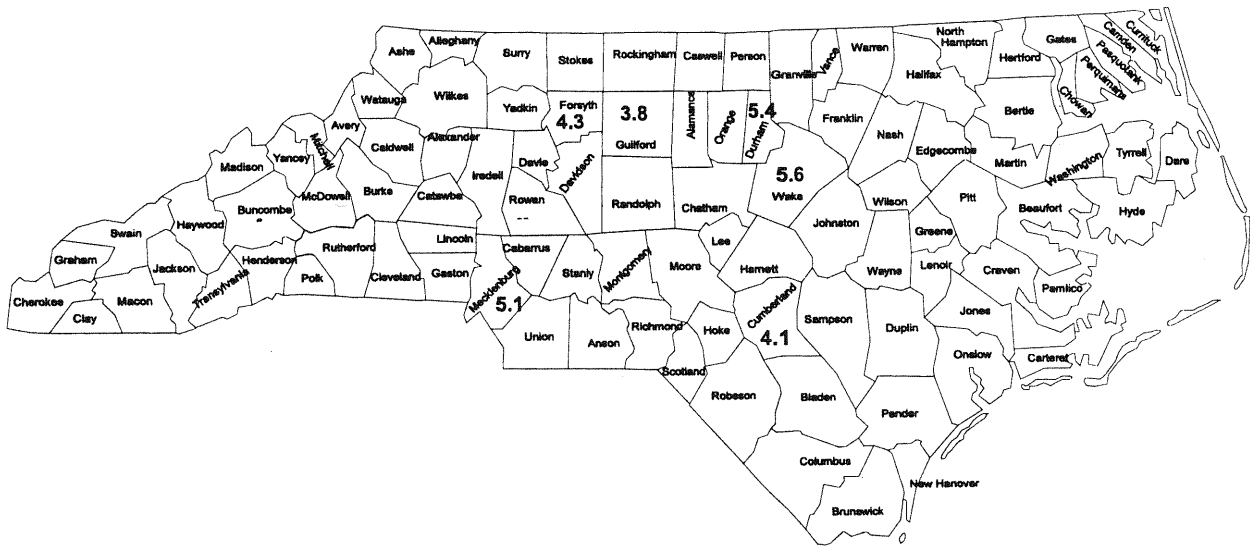 Ashe
Alleghany
Surry
Stokes
Rockingham
Caswell
Person
Granville
Vance
Warren
North
Hampton
Halifax
Hertford
Gates
Camden
Currituck
Pasquotank
Perquimans
Chowan
Bertie
Watauga
Wilkes
Yadkin
Forsyth
4.3
3.8
Guilford
Alamance
Orange
5.4
Durham
Franklin
Nash
Edgecombe
Martin
Washington
Tyrrell
Dare
Avery
Mitchell
Yancey
Madison
Caldwell
Alexander
Iredell
Davie
Davidson
5.6
Wake
Wilson
Pitt
Beaufort
Hyde
Buncombe
McDowell
Burke
Catawba
Rowan
Randolph
Chatham
Johnston
Greene
Swain
Haywood
Graham
Jackson
Henderson
Transylvania
Rutherford
Polk
Cleveland
Lincoln
Gaston
Cabarrus
Mecklenburg
5.1
Stanly
Montgomery
Moore
Lee
Harnett
Wayne
Lenoir
Craven
Pamlico
Cherokee
Clay
Macon
Union
Anson
Richmond
Hoke
Scotland
Cumberland
4.1
Sampson
Duplin
Jones
Onslow
Carteret
Robeson
Bladen
Pender
Columbus
New Hanover
Brunswick